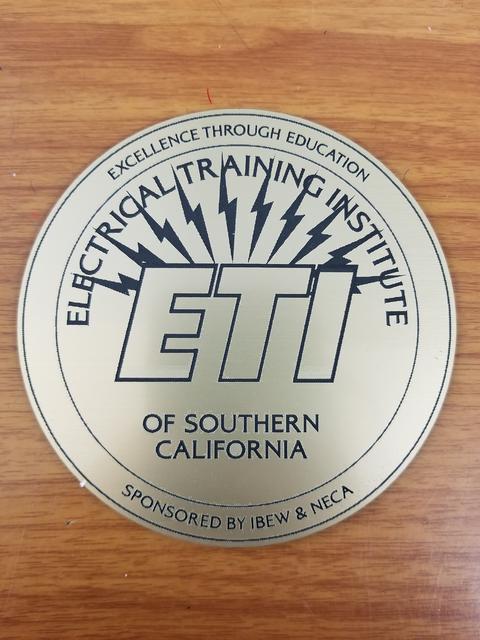 EXCELLENCE THROUGH EDUCATION
ELECTRICAL TRAINING INSTITUTE
ETI
OF SOUTHERN
CALIFORNIA
SPONSORED BY IBEW & NECA